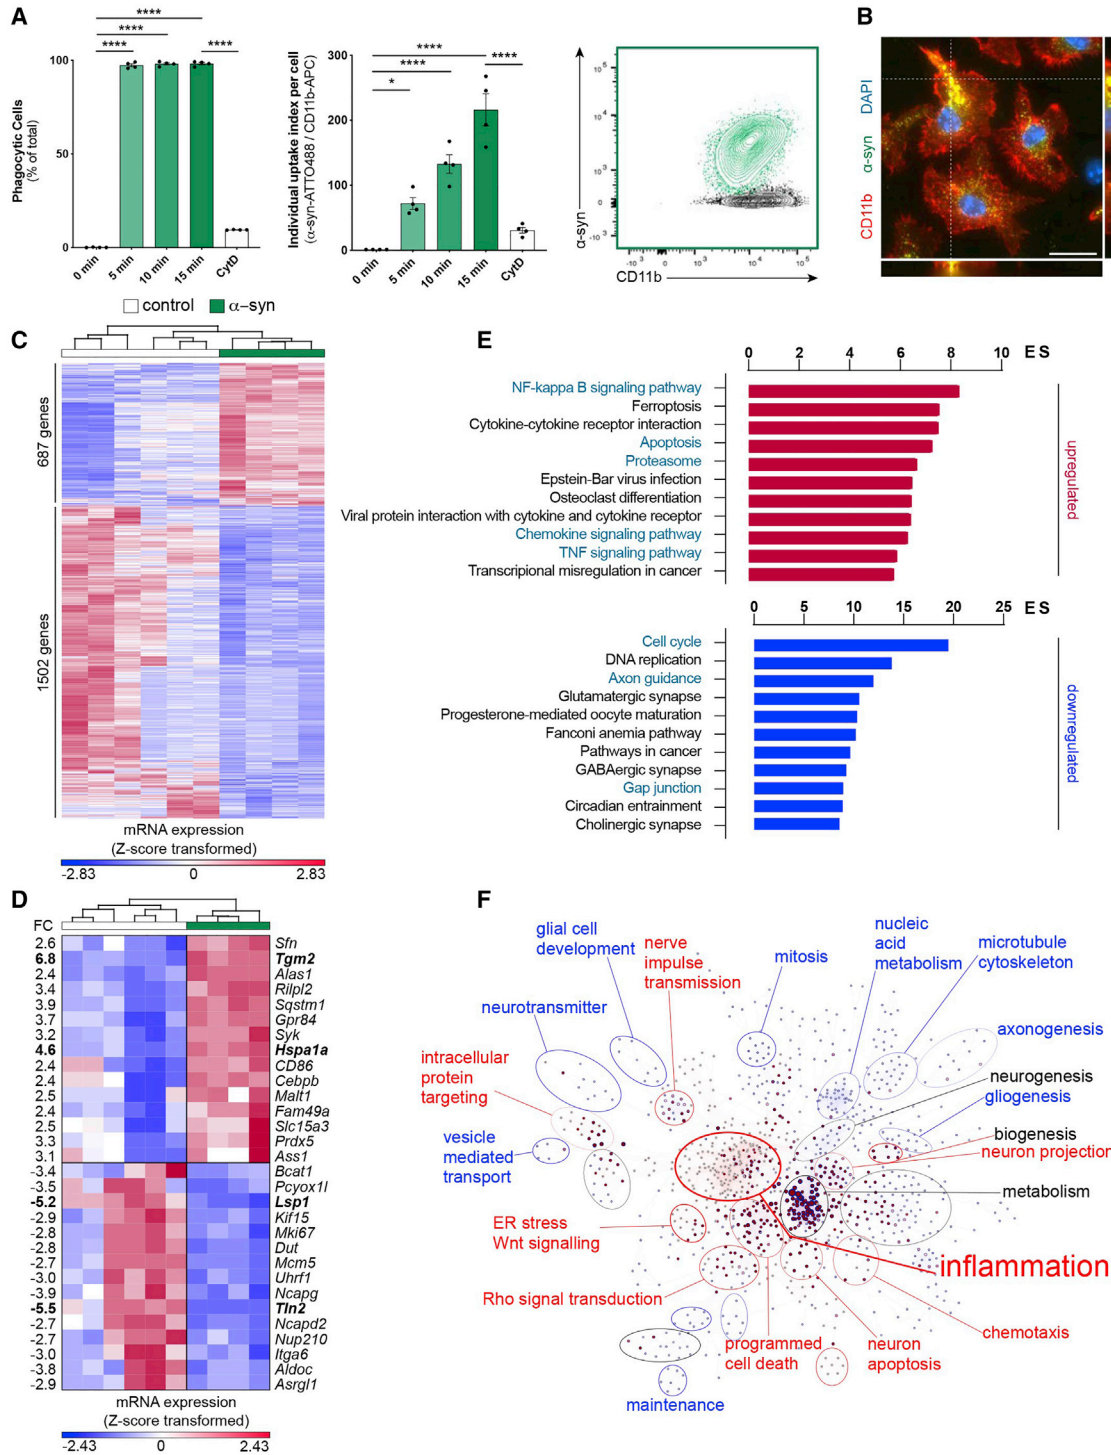 A
B
****
****
****
****
Phagocytic Cells
(% of total)
100
50
0
0 min
5 min
10 min
15 min
CytD
****
****
****
*
Individual uptake index per cell
(α-syn-ATTO488 / CD11b-APC)
300
200
100
0
0 min
5 min
10 min
15 min
CytD
α-syn
10⁵
10⁴
10³
0
-10³
-10³
0
10³
10⁴
10⁵
CD11b
CD11b α-syn DAPI
control
α–syn
C
687 genes
1502 genes
mRNA expression
(Z-score transformed)
-2.83
0
2.83
E
0
2
4
6
8
10
E S
NF-kappa B signaling pathway
Ferroptosis
Cytokine-cytokine receptor interaction
Apoptosis
Proteasome
Epstein-Bar virus infection
Osteoclast differentiation
Viral protein interaction with cytokine and cytokine receptor
Chemokine signaling pathway
TNF signaling pathway
Transcripional misregulation in cancer
upregulated
0
5
10
15
20
25
E S
Cell cycle
DNA replication
Axon guidance
Glutamatergic synapse
Progesterone-mediated oocyte maturation
Fanconi anemia pathway
Pathways in cancer
GABAergic synapse
Gap junction
Circadian entrainment
Cholinergic synapse
downregulated
D
FC
2.6 Sfn
6.8 Tgm2
2.4 Alas1
3.4 Rilpl2
3.9 Sqstm1
3.7 Gpr84
3.2 Syk
4.6 Hspa1a
2.4 CD86
2.4 Cebpb
2.5 Malt1
2.4 Fam49a
2.5 Slc15a3
3.3 Prdx5
3.1 Ass1
-3.4 Bcat1
-3.5 Pcyox1l
-5.2 Lsp1
-2.9 Kif15
-2.8 Mki67
-2.8 Dut
-2.7 Mcm5
-3.0 Uhrf1
-3.9 Ncapg
-5.5 Tln2
-2.7 Ncapd2
-2.7 Nup210
-3.0 Itga6
-3.8 Aldoc
-2.9 Asrgl1
mRNA expression
(Z-score transformed)
-2.43
0
2.43
F
glial cell
development
nerve
impulse
transmission
mitosis
nucleic
acid
metabolism
microtubule
cytoskeleton
neurotransmitter
axonogenesis
intracellular
protein
targeting
neurogenesis
gliogenesis
vesicle
mediated
transport
biogenesis
neuron projection
metabolism
ER stress
Wnt signalling
inflammation
Rho signal transduction
chemotaxis
programmed
cell death
neuron
apoptosis
maintenance